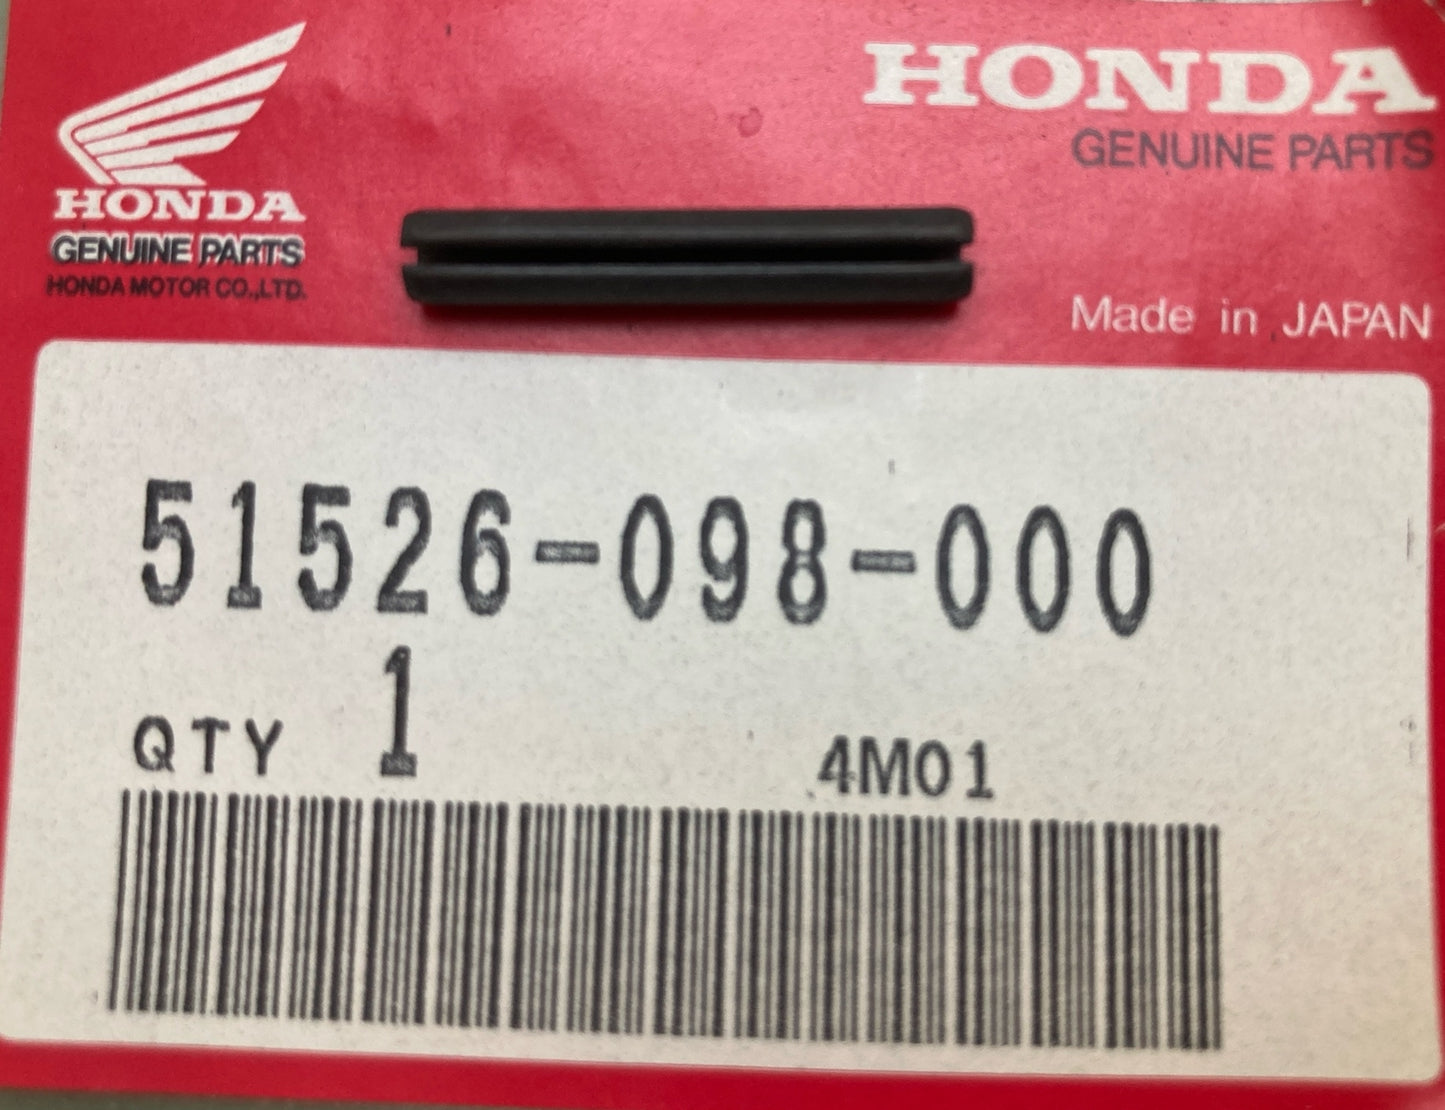 HONDA
GENUINE PARTS
HONDA MOTOR CO.,LTD.
HONDA
GENUINE PARTS
Made in JAPAN
51526-098-000
QTY 1 4M01